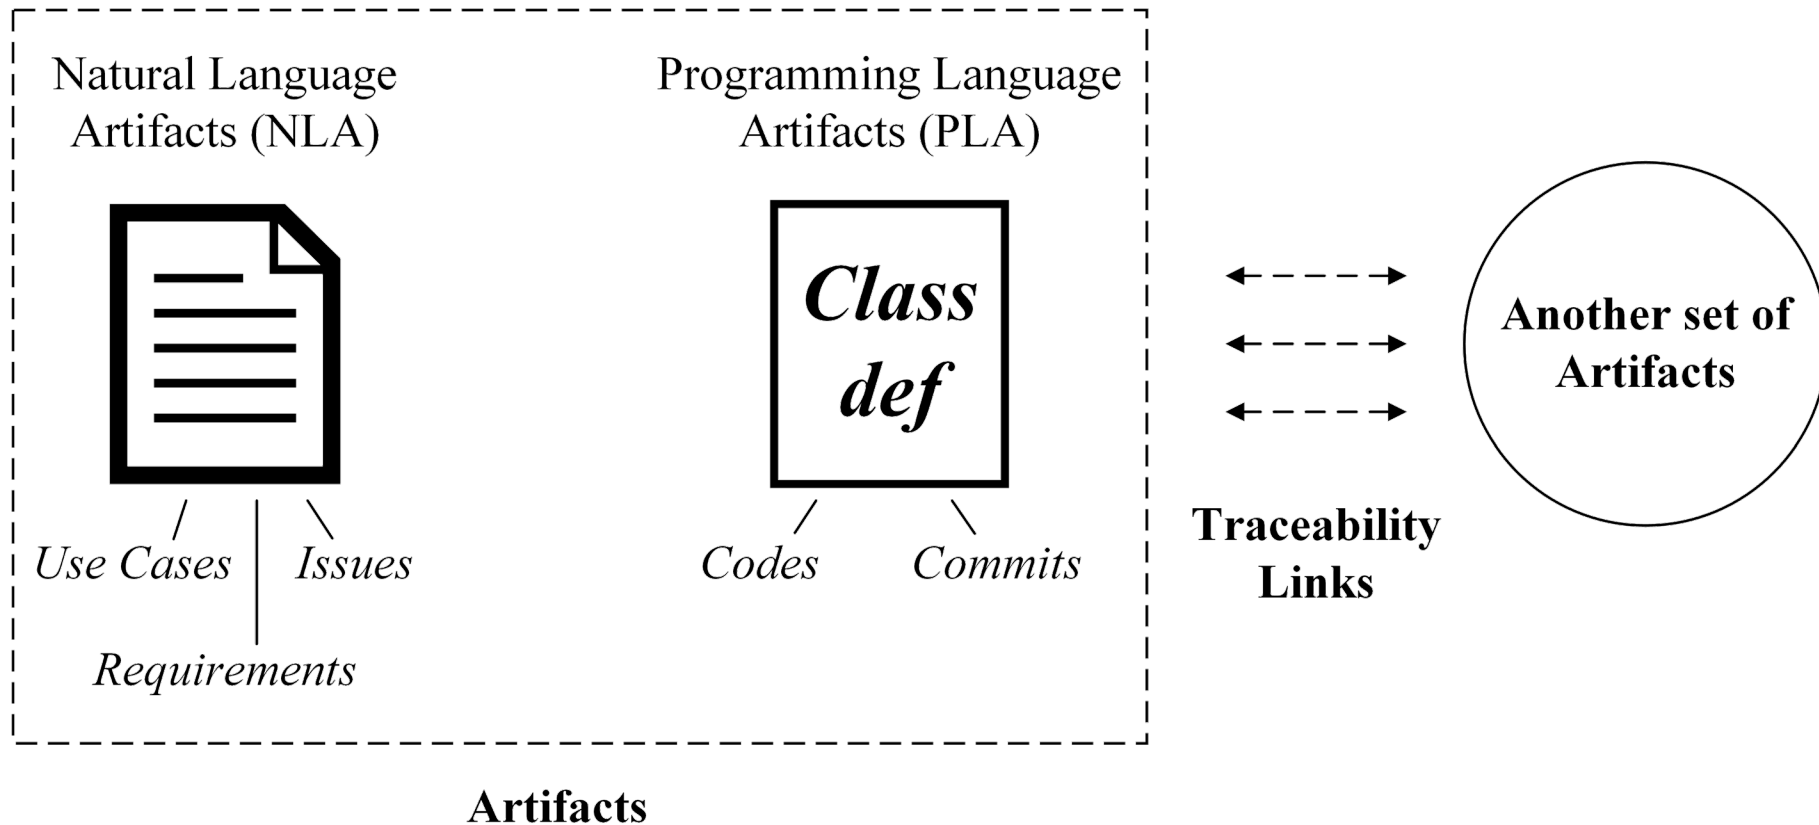 Natural Language
Artifacts (NLA)
Programming Language
Artifacts (PLA)
Class
def
Use Cases
Issues
Requirements
Codes
Commits
Artifacts
Traceability
Links
Another set of
Artifacts